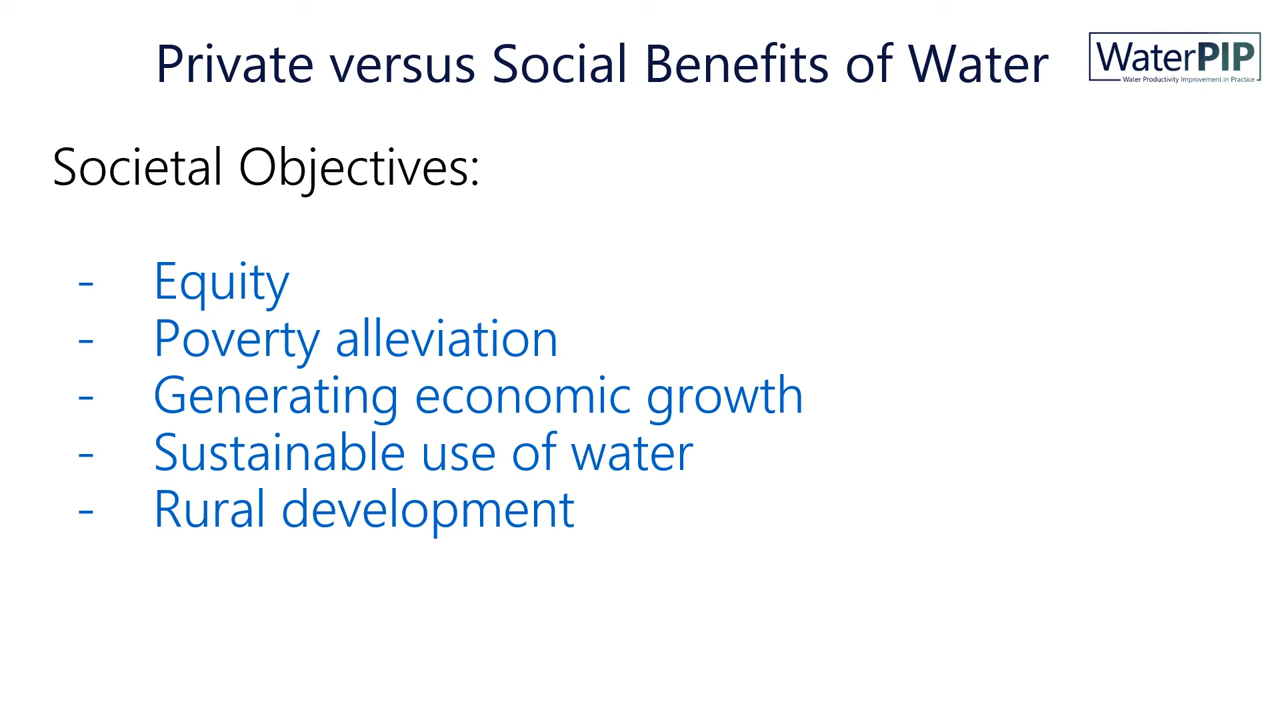 Private versus Social Benefits of Water
WaterPIP
Water Productivity Improvement in Practice
Societal Objectives:
- Equity
- Poverty alleviation
- Generating economic growth
- Sustainable use of water
- Rural development